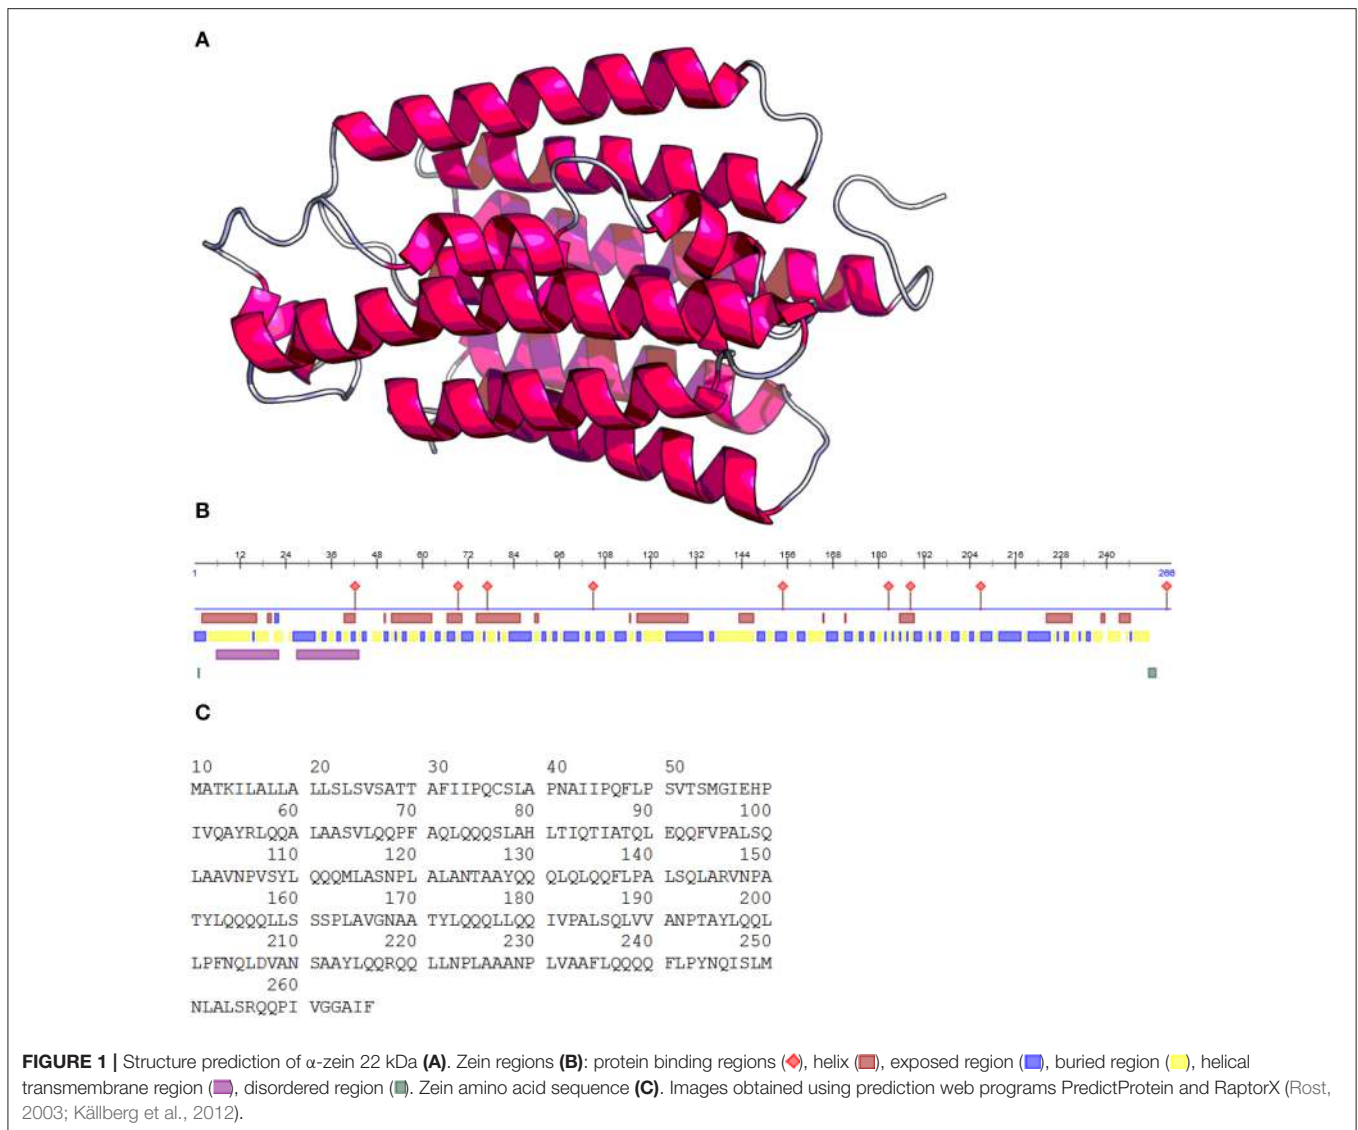 A
B
12 24 36 48 60 72 84 96 108 120 132 144 156 168 180 192 204 216 228 240
1 266
C
10 20 30 40 50
MATKILALLA LLSLSVSATT AFIIPQCSLA PNAIIPQFLP SVTSMGIEHP
60 70 80 90 100
IVQAYRLQQA LAASVLQQPF AQLQQQSLAH LTIQTIATQL EQQFVPALSQ
110 120 130 140 150
LAAVNPVSYL QQQMLASNPL ALANTAAYQQ QLQLQQFLPA LSQLARVNPA
160 170 180 190 200
TYLQQQQLLS SSPLAVGNAA TYLQQQLLQQ IVPALSQLVV ANPTAYLQQL
210 220 230 240 250
LPFNQLDVAN SAAYLQQRQQ LLNPLAAANP LVAAFLQQQQ FLPYNQISLM
260
NLALSRQQPI VGGAIF
FIGURE 1 | Structure prediction of α-zein 22 kDa (A). Zein regions (B): protein binding regions ( ), helix ( ), exposed region ( ), buried region ( ), helical
transmembrane region ( ), disordered region ( ). Zein amino acid sequence (C). Images obtained using prediction web programs PredictProtein and RaptorX (Rost,
2003; Källberg et al., 2012).